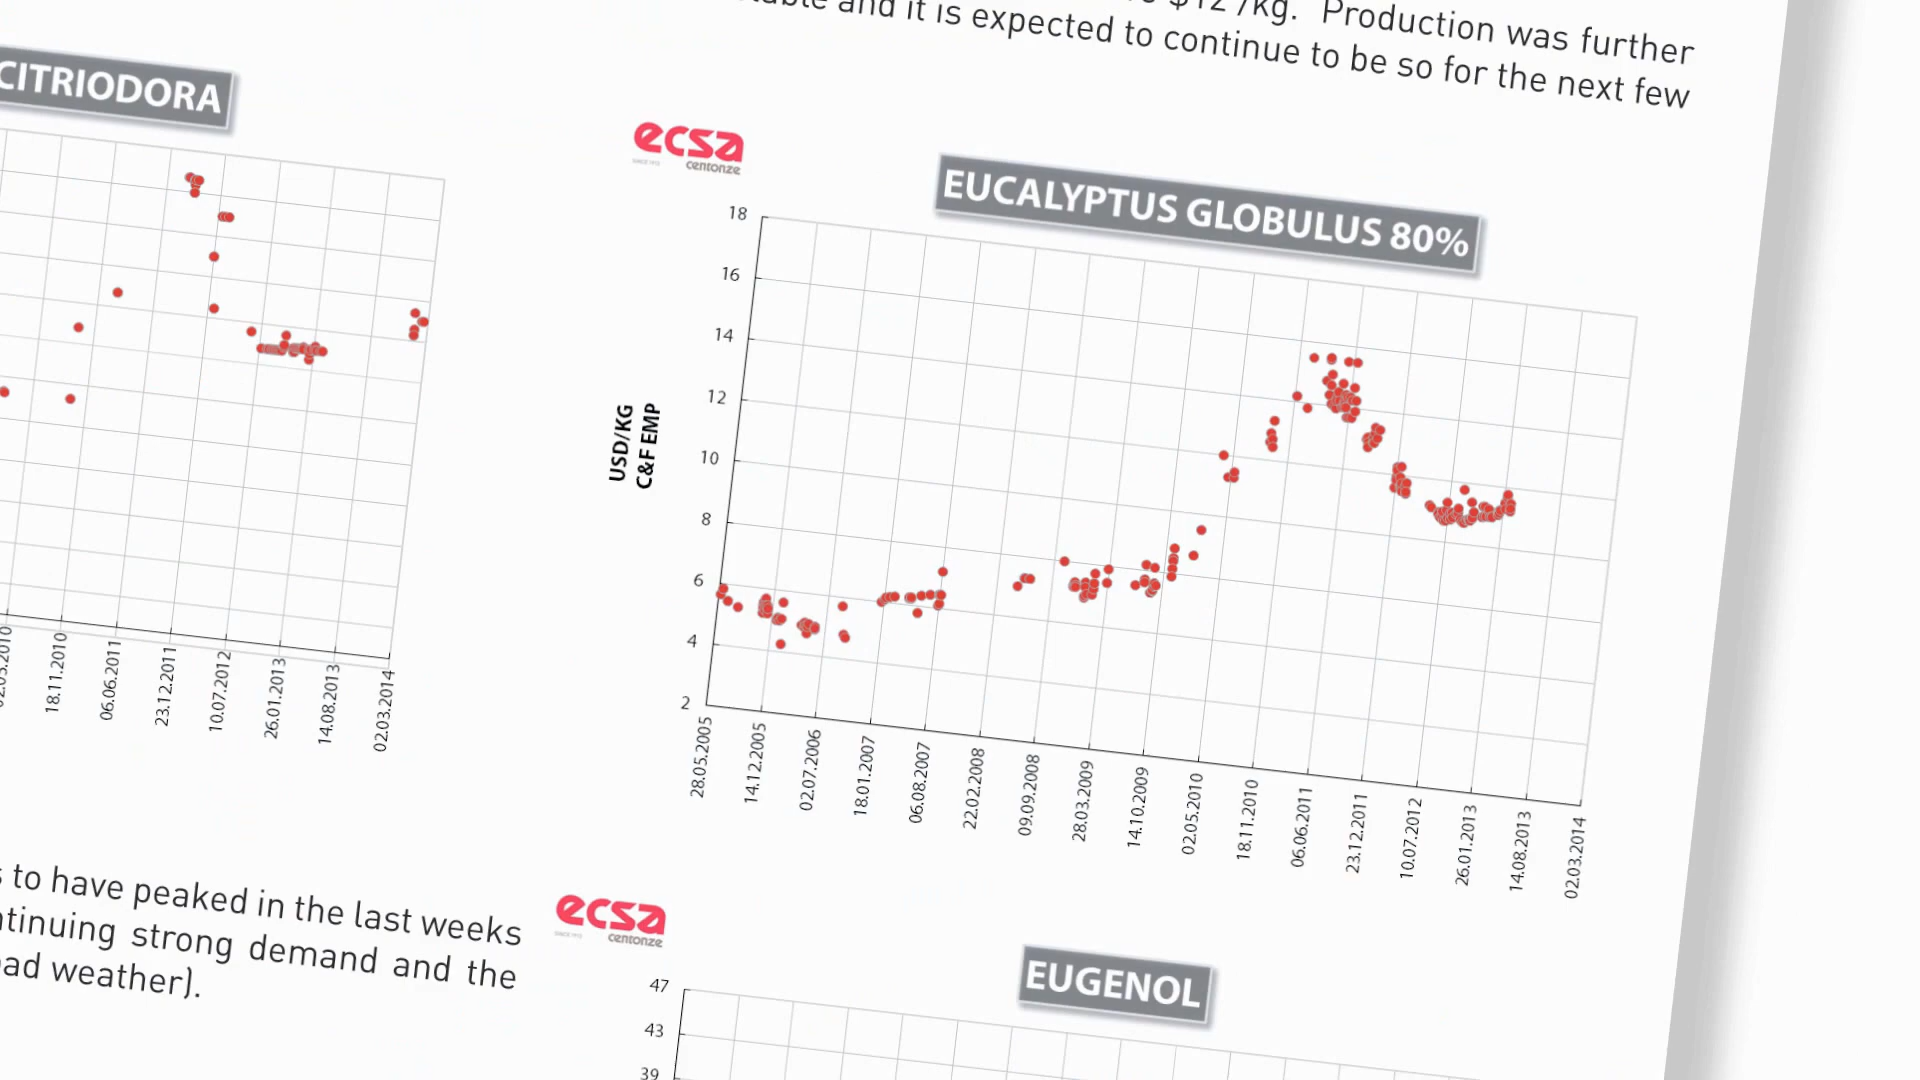 $12 /kg. Production was further
and it is expected to continue to be so for the next few
CITRIODORA
18.11.2010
06.06.2011
23.12.2011
10.07.2012
26.01.2013
14.08.2013
02.03.2014
to have peaked in the last weeks
strong demand and the
weather).
ecsa
SINCE 1912
centonze
EUCALYPTUS GLOBULUS 80%
USD/KG
C&F EMP
18
16
14
12
10
8
6
4
2
28.05.2005
14.12.2005
02.07.2006
18.01.2007
06.08.2007
22.02.2008
09.09.2008
28.03.2009
14.10.2009
02.05.2010
18.11.2010
06.06.2011
23.12.2011
10.07.2012
26.01.2013
14.08.2013
02.03.2014
ecsa
centonze
EUGENOL
47
43
39